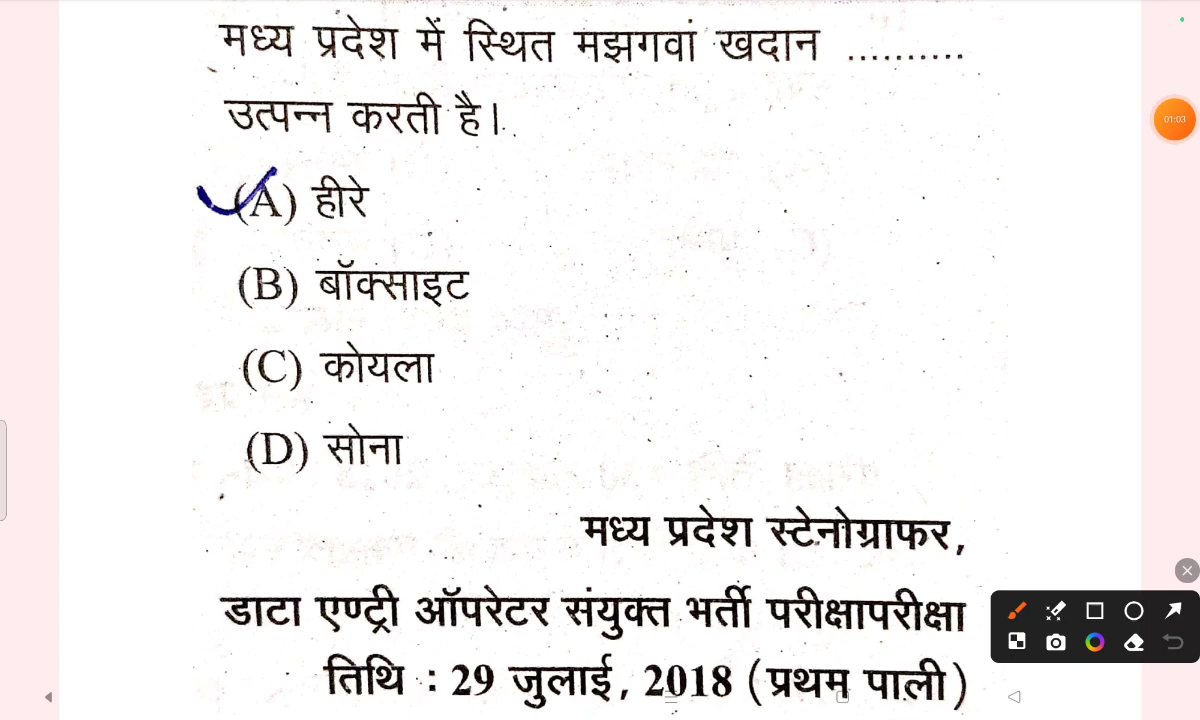 मध्य प्रदेश में स्थित मझगवां खदान ..........
उत्पन्न करती है।
(A) हीरे
(B) बॉक्साइट
(C) कोयला
(D) सोना
मध्य प्रदेश स्टेनोग्राफर,
डाटा एण्ट्री ऑपरेटर संयुक्त भर्ती परीक्षापरीक्षा
तिथि : 29 जुलाई, 2018 (प्रथम पाली)
01:03